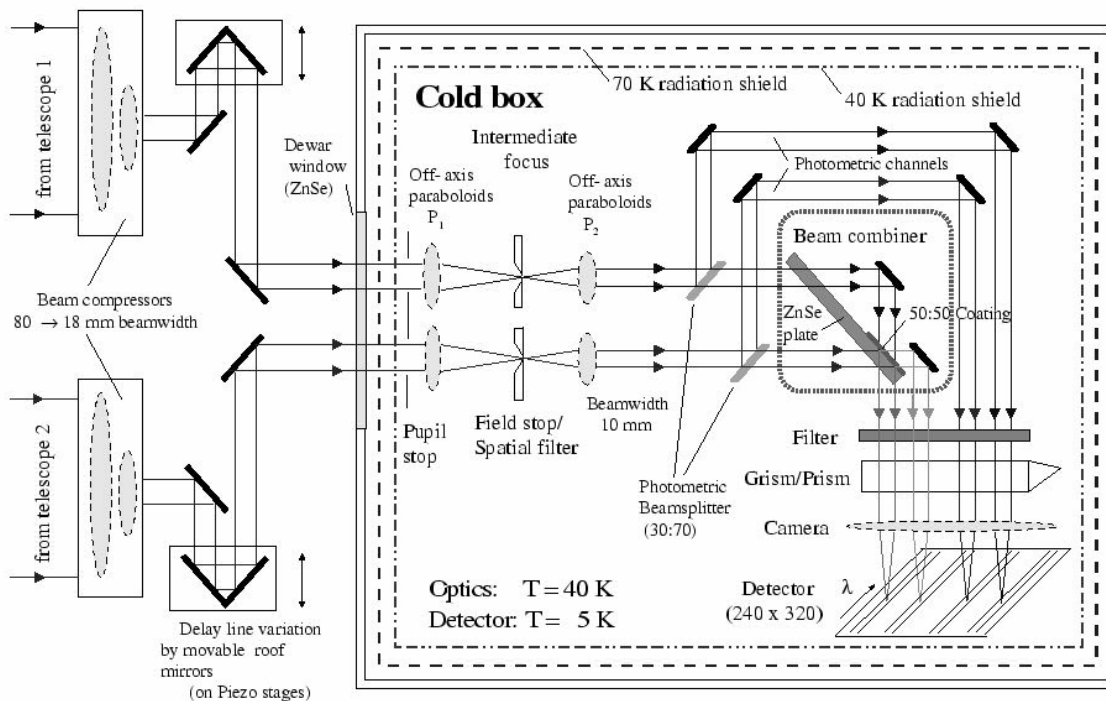 from telescope 1
Beam compressors
80 → 18 mm beamwidth
from telescope 2
Delay line variation
by movable roof
mirrors
(on Piezo stages)
Dewar
window
(ZnSe)
Cold box
70 K radiation shield
40 K radiation shield
Intermediate
focus
Off- axis
paraboloids
P1
Off-axis
paraboloids
P2
Photometric channels
Beam combiner
ZnSe
plate
50:50 Coating
Pupil
stop
Field stop/
Spatial filter
Beamwidth
10 mm
Photometric
Beamsplitter
(30:70)
Filter
Grism/Prism
Camera
Detector
(240 x 320)
λ
Optics: T = 40 K
Detector: T = 5 K